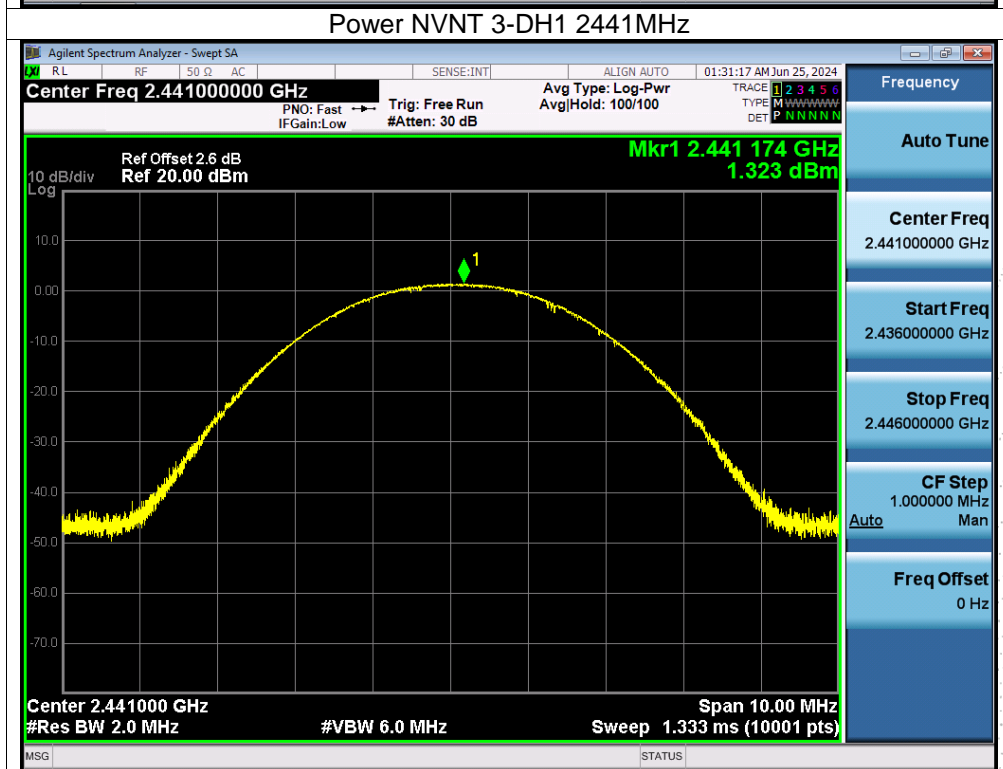 Power NVNT 3-DH1 2441MHz
Agilent Spectrum Analyzer - Swept SA
LXI RL RF 50 Ω AC SENSE:INT ALIGN AUTO 01:31:17 AM Jun 25, 2024
Center Freq 2.441000000 GHz
PNO: Fast
IFGain:Low
Trig: Free Run
#Atten: 30 dB
Avg Type: Log-Pwr
Avg|Hold: 100/100
TRACE 1 2 3 4 5 6
TYPE M WWWWW
DET P N N N N N
Frequency
Auto Tune
Center Freq
2.441000000 GHz
Start Freq
2.436000000 GHz
Stop Freq
2.446000000 GHz
CF Step
1.000000 MHz
Auto Man
Freq Offset
0 Hz
Mkr1 2.441 174 GHz
1.323 dBm
Ref Offset 2.6 dB
10 dB/div Ref 20.00 dBm
Log
10.0
0.00
-10.0
-20.0
-30.0
-40.0
-50.0
-60.0
-70.0
1
Center 2.441000 GHz Span 10.00 MHz
#Res BW 2.0 MHz #VBW 6.0 MHz Sweep 1.333 ms (10001 pts)
MSG STATUS